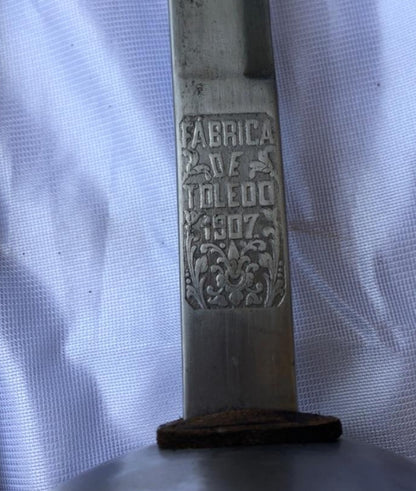 FÁBRICA
DE
TOLEDO
1907